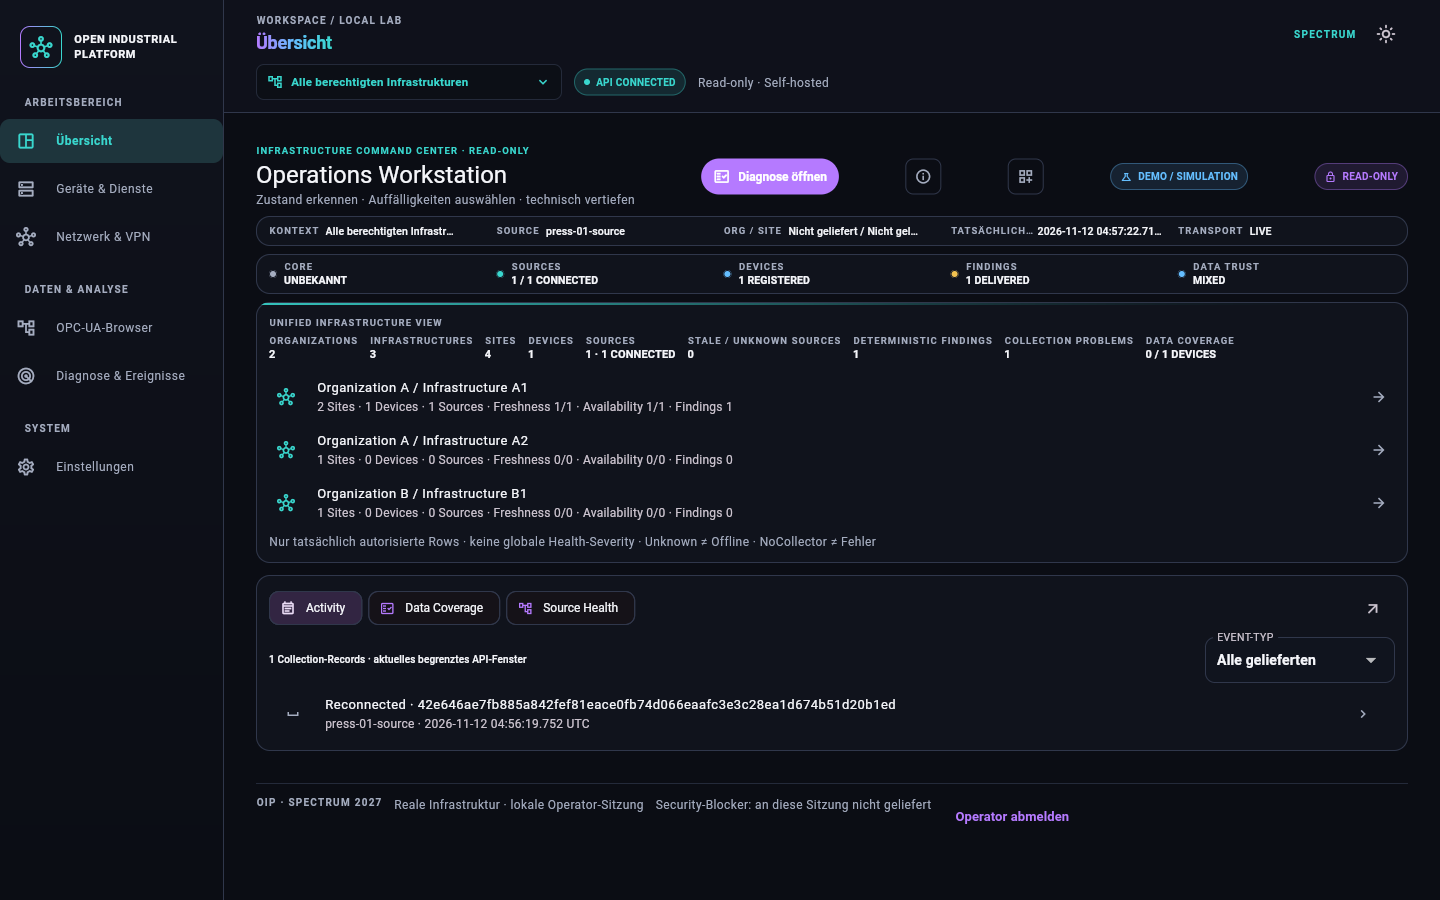 OPEN INDUSTRIAL
PLATFORM
ARBEITSBEREICH
Übersicht
Geräte & Dienste
Netzwerk & VPN
DATEN & ANALYSE
OPC-UA-Browser
Diagnose & Ereignisse
SYSTEM
Einstellungen
WORKSPACE / LOCAL LAB
Übersicht
SPECTRUM
Alle berechtigten Infrastrukturen
API CONNECTED
Read-only · Self-hosted
INFRASTRUCTURE COMMAND CENTER · READ-ONLY
Operations Workstation
Zustand erkennen · Auffälligkeiten auswählen · technisch vertiefen
Diagnose öffnen
DEMO / SIMULATION
READ-ONLY
KONTEXT Alle berechtigten Infrastr...
SOURCE press-01-source
ORG / SITE Nicht geliefert / Nicht gel...
TATSÄCHLICH... 2026-11-12 04:57:22.71...
TRANSPORT LIVE
CORE
UNBEKANNT
SOURCES
1 / 1 CONNECTED
DEVICES
1 REGISTERED
FINDINGS
1 DELIVERED
DATA TRUST
MIXED
UNIFIED INFRASTRUCTURE VIEW
ORGANIZATIONS
2
INFRASTRUCTURES
3
SITES
4
DEVICES
1
SOURCES
1 · 1 CONNECTED
STALE / UNKNOWN SOURCES
0
DETERMINISTIC FINDINGS
1
COLLECTION PROBLEMS
1
DATA COVERAGE
0 / 1 DEVICES
Organization A / Infrastructure A1
2 Sites · 1 Devices · 1 Sources · Freshness 1/1 · Availability 1/1 · Findings 1
Organization A / Infrastructure A2
1 Sites · 0 Devices · 0 Sources · Freshness 0/0 · Availability 0/0 · Findings 0
Organization B / Infrastructure B1
1 Sites · 0 Devices · 0 Sources · Freshness 0/0 · Availability 0/0 · Findings 0
Nur tatsächlich autorisierte Rows · keine globale Health-Severity · Unknown ≠ Offline · NoCollector ≠ Fehler
Activity
Data Coverage
Source Health
1 Collection-Records · aktuelles begrenztes API-Fenster
EVENT-TYP
Alle gelieferten
Reconnected · 42e646ae7fb885a842fef81eace0fb74d066eaafc3e3c28ea1d674b51d20b1ed
press-01-source · 2026-11-12 04:56:19.752 UTC
OIP · SPECTRUM 2027
Reale Infrastruktur · lokale Operator-Sitzung
Security-Blocker: an diese Sitzung nicht geliefert
Operator abmelden